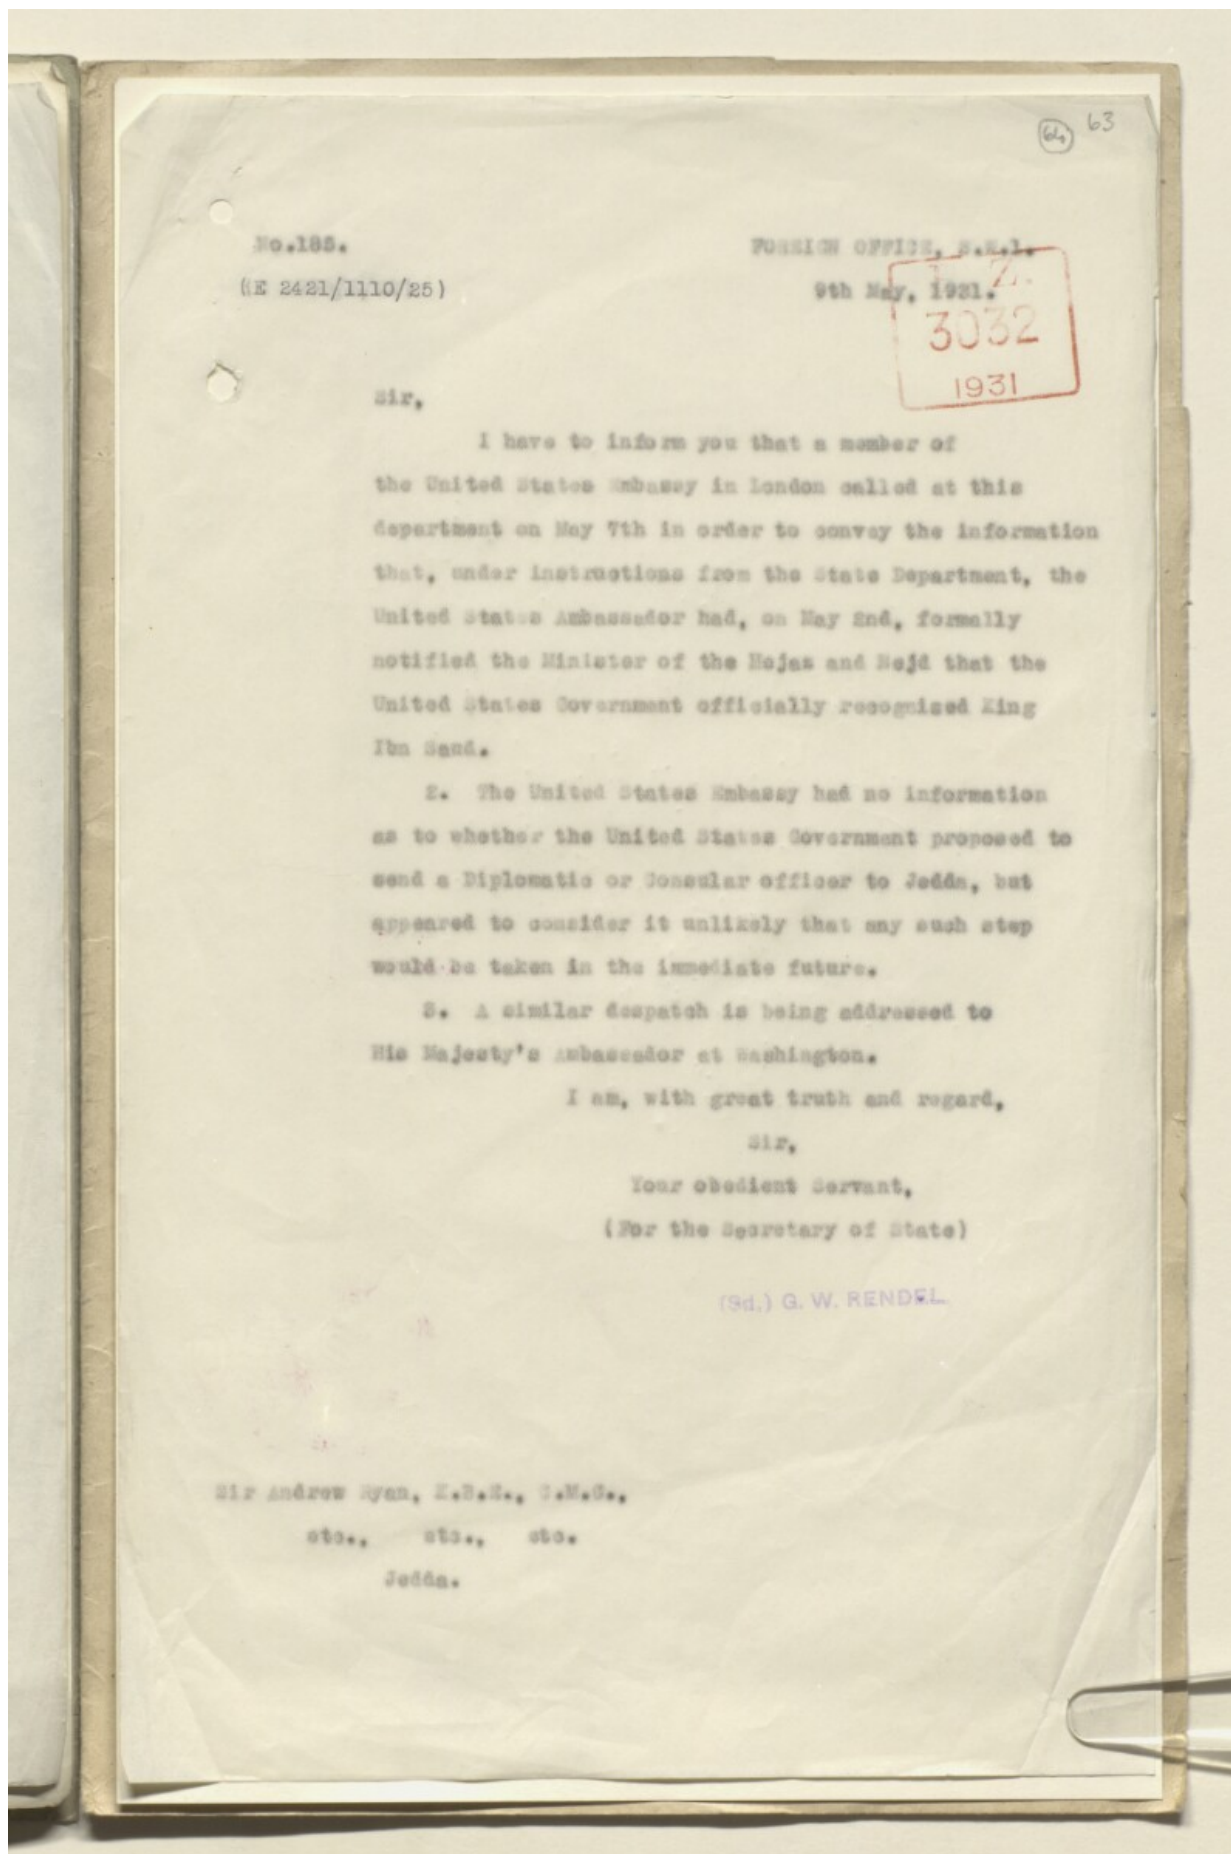 64 63
No.185.
FOREIGN OFFICE, S.W.1.
(E 2421/1110/25)
9th May, 1931.
P. Z.
3032
1931
Sir,
I have to inform you that a member of
the United States Embassy in London called at this
department on May 7th in order to convey the information
that, under instructions from the State Department, the
United States Ambassador had, on May 2nd, formally
notified the Minister of the Hejaz and Nejd that the
United States Government officially recognised King
Ibn Saud.
2. The United States Embassy had no information
as to whether the United States Government proposed to
send a Diplomatic or Consular officer to Jedda, but
appeared to consider it unlikely that any such step
would be taken in the immediate future.
3. A similar despatch is being addressed to
His Majesty's Ambassador at Washington.
I am, with great truth and regard,
Sir,
Your obedient Servant,
(For the Secretary of State)
(Sd.) G. W. RENDEL
Sir Andrew Ryan, K.B.E., C.M.G.,
etc., etc., etc.
Jedda.